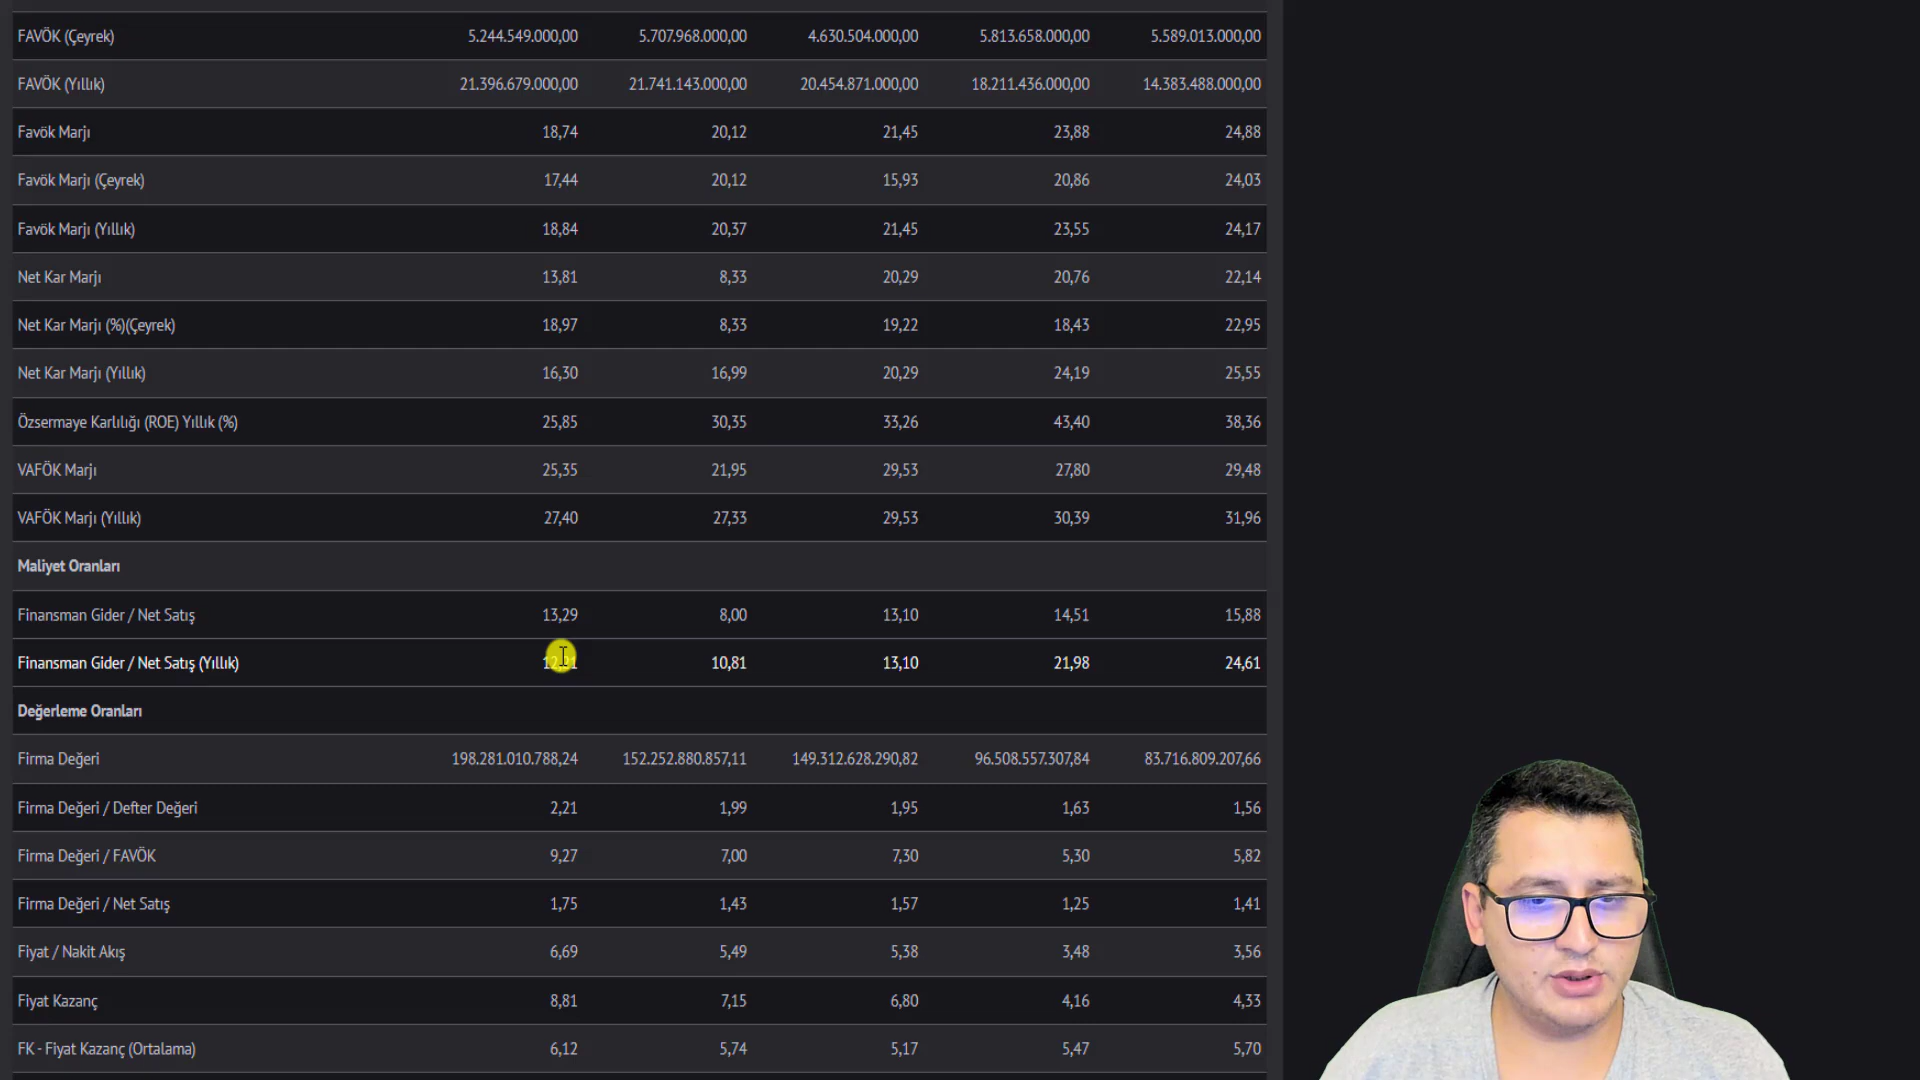 FAVÖK (Çeyrek) 5.244.549.000,00 5.707.968.000,00 4.630.504.000,00 5.813.658.000,00 5.589.013.000,00
FAVÖK (Yıllık) 21.396.679.000,00 21.741.143.000,00 20.454.871.000,00 18.211.436.000,00 14.383.488.000,00
Favök Marjı 18,74 20,12 21,45 23,88 24,88
Favök Marjı (Çeyrek) 17,44 20,12 15,93 20,86 24,03
Favök Marjı (Yıllık) 18,84 20,37 21,45 23,55 24,17
Net Kar Marjı 13,81 8,33 20,29 20,76 22,14
Net Kar Marjı (%)(Çeyrek) 18,97 8,33 19,22 18,43 22,95
Net Kar Marjı (Yıllık) 16,30 16,99 20,29 24,19 25,55
Özsermaye Karlılığı (ROE) Yıllık (%) 25,85 30,35 33,26 43,40 38,36
VAFÖK Marjı 25,35 21,95 29,53 27,80 29,48
VAFÖK Marjı (Yıllık) 27,40 27,33 29,53 30,39 31,96
Maliyet Oranları
Finansman Gider / Net Satış 13,29 8,00 13,10 14,51 15,88
Finansman Gider / Net Satış (Yıllık) 10,81 13,10 21,98 24,61
Değerleme Oranları
Firma Değeri 198.281.010.788,24 152.252.880.857,11 149.312.628.290,82 96.508.557.307,84 83.716.809.207,66
Firma Değeri / Defter Değeri 2,21 1,99 1,95 1,63 1,56
Firma Değeri / FAVÖK 9,27 7,00 7,30 5,30 5,82
Firma Değeri / Net Satış 1,75 1,43 1,57 1,25 1,41
Fiyat / Nakit Akış 6,69 5,49 5,38 3,48 3,56
Fiyat Kazanç 8,81 7,15 6,80 4,16 4,33
FK - Fiyat Kazanç (Ortalama) 6,12 5,74 5,17 5,47 5,70